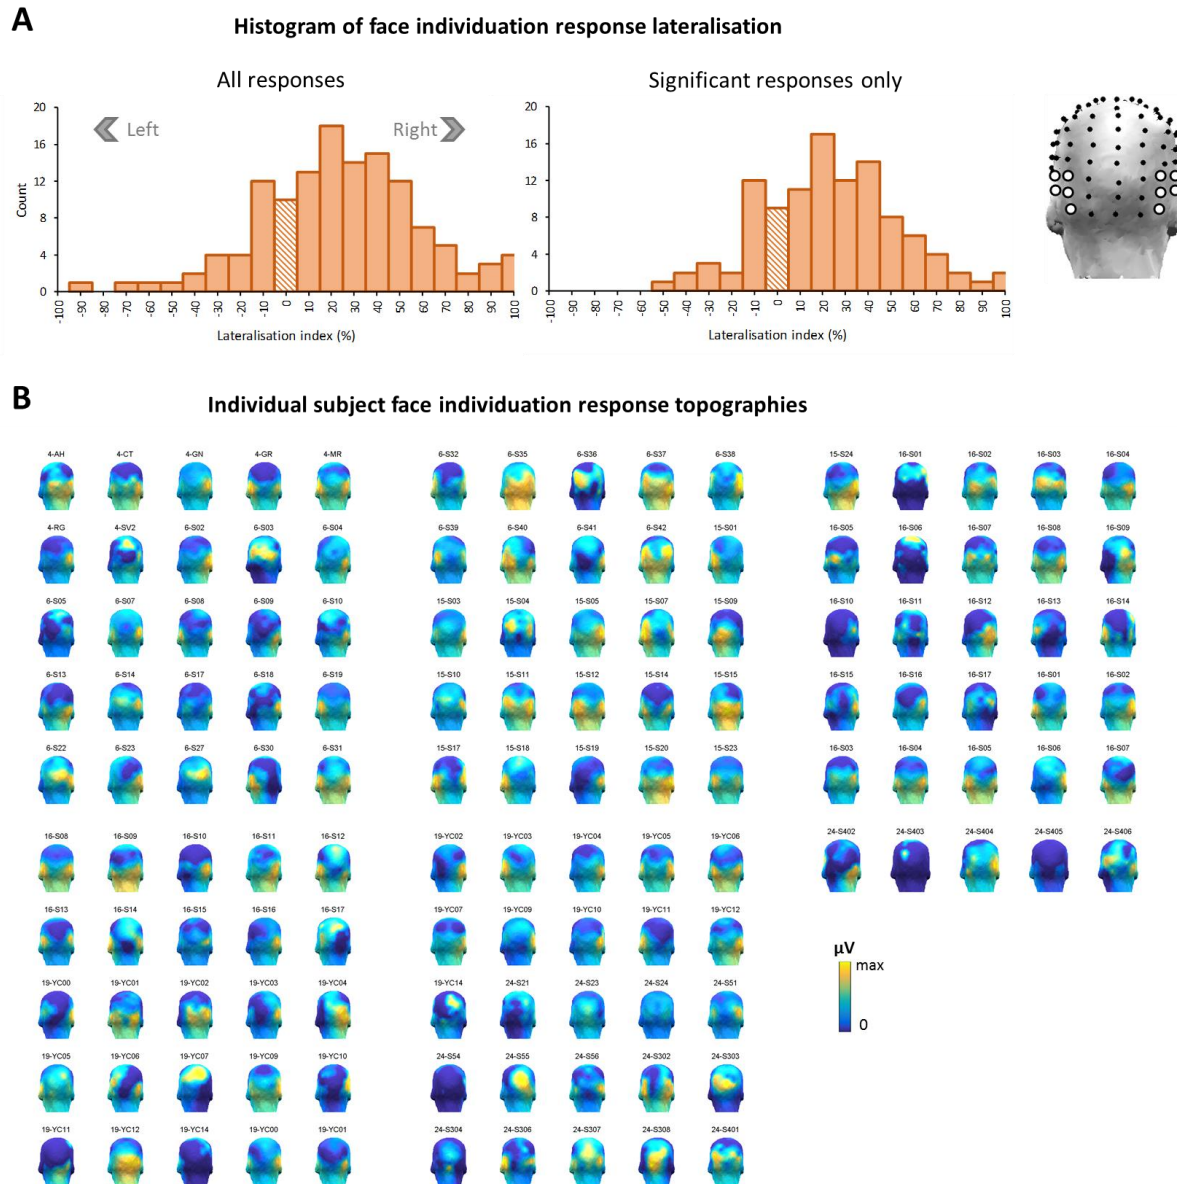 A
Histogram of face individuation response lateralisation
All responses
Left
Right
Count
20
16
12
8
4
0
-100 -90 -80 -70 -60 -50 -40 -30 -20 -10 0 10 20 30 40 50 60 70 80 90 100
Lateralisation index (%)
Significant responses only
20
16
12
8
4
0
-100 -90 -80 -70 -60 -50 -40 -30 -20 -10 0 10 20 30 40 50 60 70 80 90 100
Lateralisation index (%)
B
Individual subject face individuation response topographies
4-AH 4-CT 4-GN 4-GR 4-MR
4-RG 4-SV2 6-S02 6-S03 6-S04
6-S05 6-S07 6-S08 6-S09 6-S10
6-S13 6-S14 6-S17 6-S18 6-S19
6-S22 6-S23 6-S27 6-S30 6-S31
6-S32 6-S35 6-S36 6-S37 6-S38
6-S39 6-S40 6-S41 6-S42 15-S01
15-S03 15-S04 15-S05 15-S07 15-S09
15-S10 15-S11 15-S12 15-S14 15-S15
15-S17 15-S18 15-S19 15-S20 15-S23
15-S24 16-S01 16-S02 16-S03 16-S04
16-S05 16-S06 16-S07 16-S08 16-S09
16-S10 16-S11 16-S12 16-S13 16-S14
16-S15 16-S16 16-S17 16-S01 16-S02
16-S03 16-S04 16-S05 16-S06 16-S07
16-S08 16-S09 16-S10 16-S11 16-S12
16-S13 16-S14 16-S15 16-S16 16-S17
19-YC00 19-YC01 19-YC02 19-YC03 19-YC04
19-YC05 19-YC06 19-YC07 19-YC09 19-YC10
19-YC11 19-YC12 19-YC14 19-YC00 19-YC01
19-YC02 19-YC03 19-YC04 19-YC05 19-YC06
19-YC07 19-YC09 19-YC10 19-YC11 19-YC12
19-YC14 24-S21 24-S23 24-S24 24-S51
24-S54 24-S55 24-S56 24-S302 24-S303
24-S304 24-S306 24-S307 24-S308 24-S401
24-S402 24-S403 24-S404 24-S405 24-S406
µV
max
0